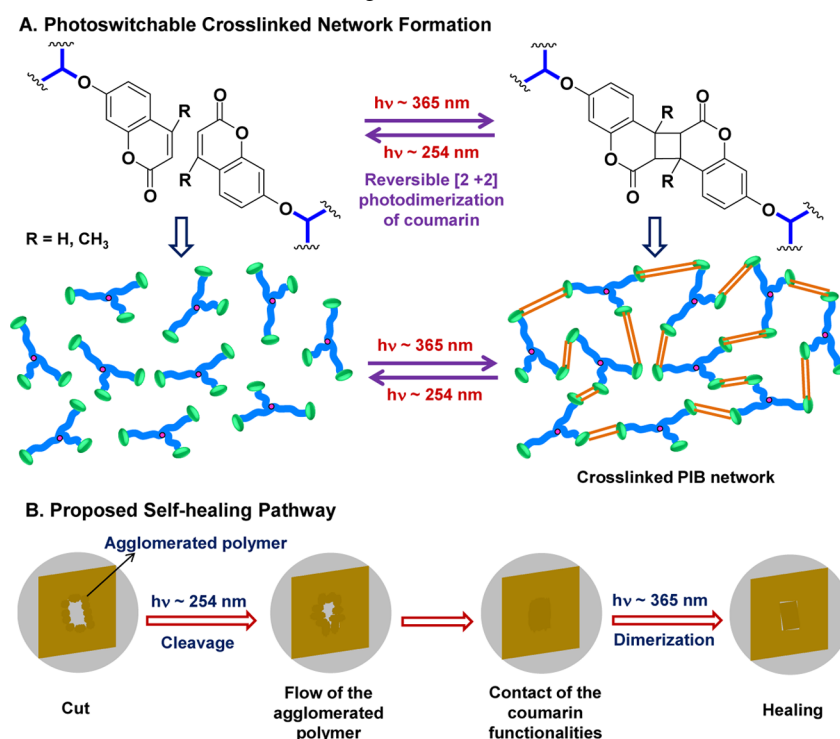 A. Photoswitchable Crosslinked Network Formation
O
O
O
R
O
O
R
O
hν ~ 365 nm
hν ~ 254 nm
Reversible [2 +2]
photodimerization
of coumarin
O
R
O
O
O
O
R
O
R = H, CH₃
hν ~ 365 nm
hν ~ 254 nm
Crosslinked PIB network
B. Proposed Self-healing Pathway
Agglomerated polymer
hν ~ 254 nm
Cleavage
hν ~ 365 nm
Dimerization
Cut
Flow of the
agglomerated
polymer
Contact of the
coumarin
functionalities
Healing